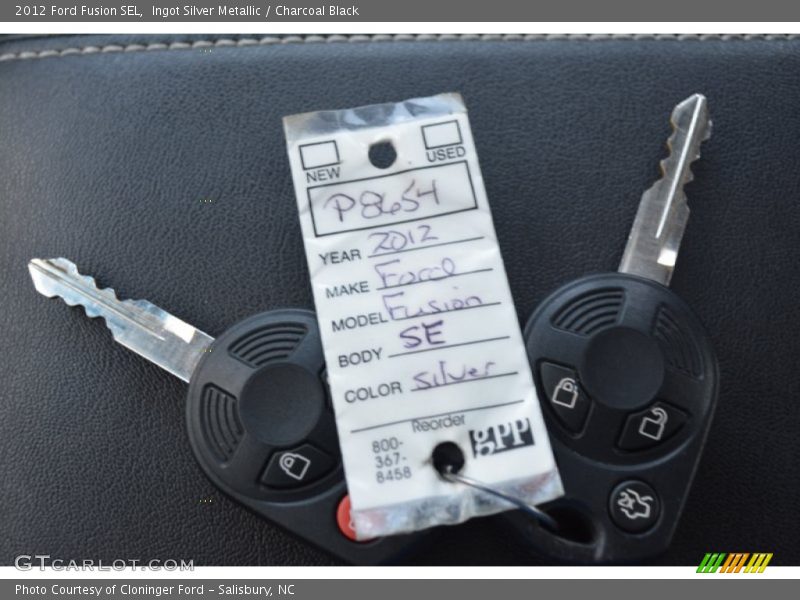 2012 Ford Fusion SEL, Ingot Silver Metallic / Charcoal Black
NEW USED
P8654
YEAR 2012
MAKE Ford
MODEL Fusion
BODY SE
COLOR Silver
Reorder
800-
367-
8458
gpp
GTCARLOT.COM
Photo Courtesy of Cloninger Ford - Salisbury, NC